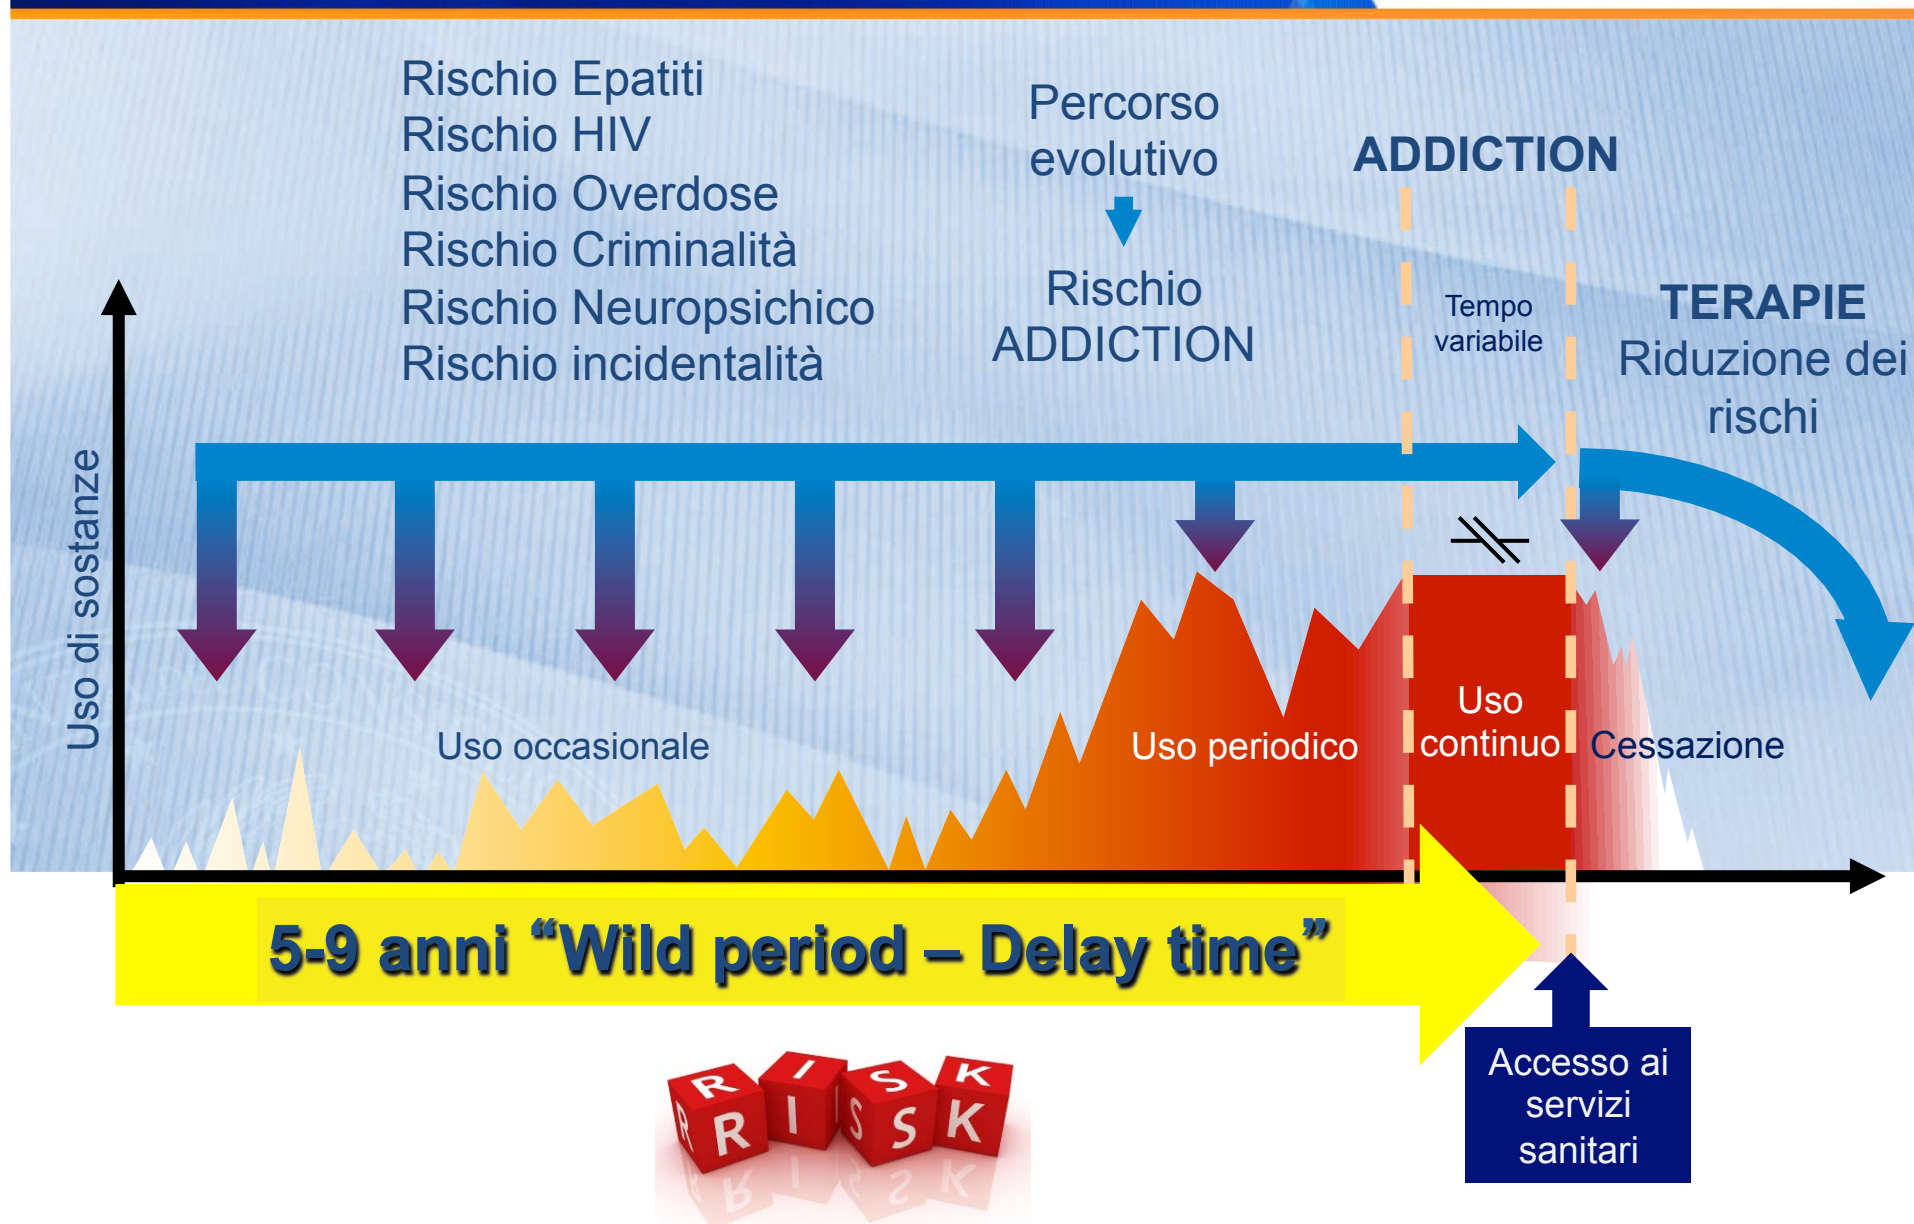 Rischio Epatiti
Rischio HIV
Rischio Overdose
Rischio Criminalità
Rischio Neuropsichico
Rischio incidentalità
Percorso
evolutivo
Rischio
ADDICTION
ADDICTION
Tempo
variabile
TERAPIE
Riduzione dei
rischi
Uso di sostanze
Uso occasionale
Uso periodico
Uso
continuo
Cessazione
5-9 anni “Wild period – Delay time”
R I S K
R R I S S K
Accesso ai
servizi
sanitari